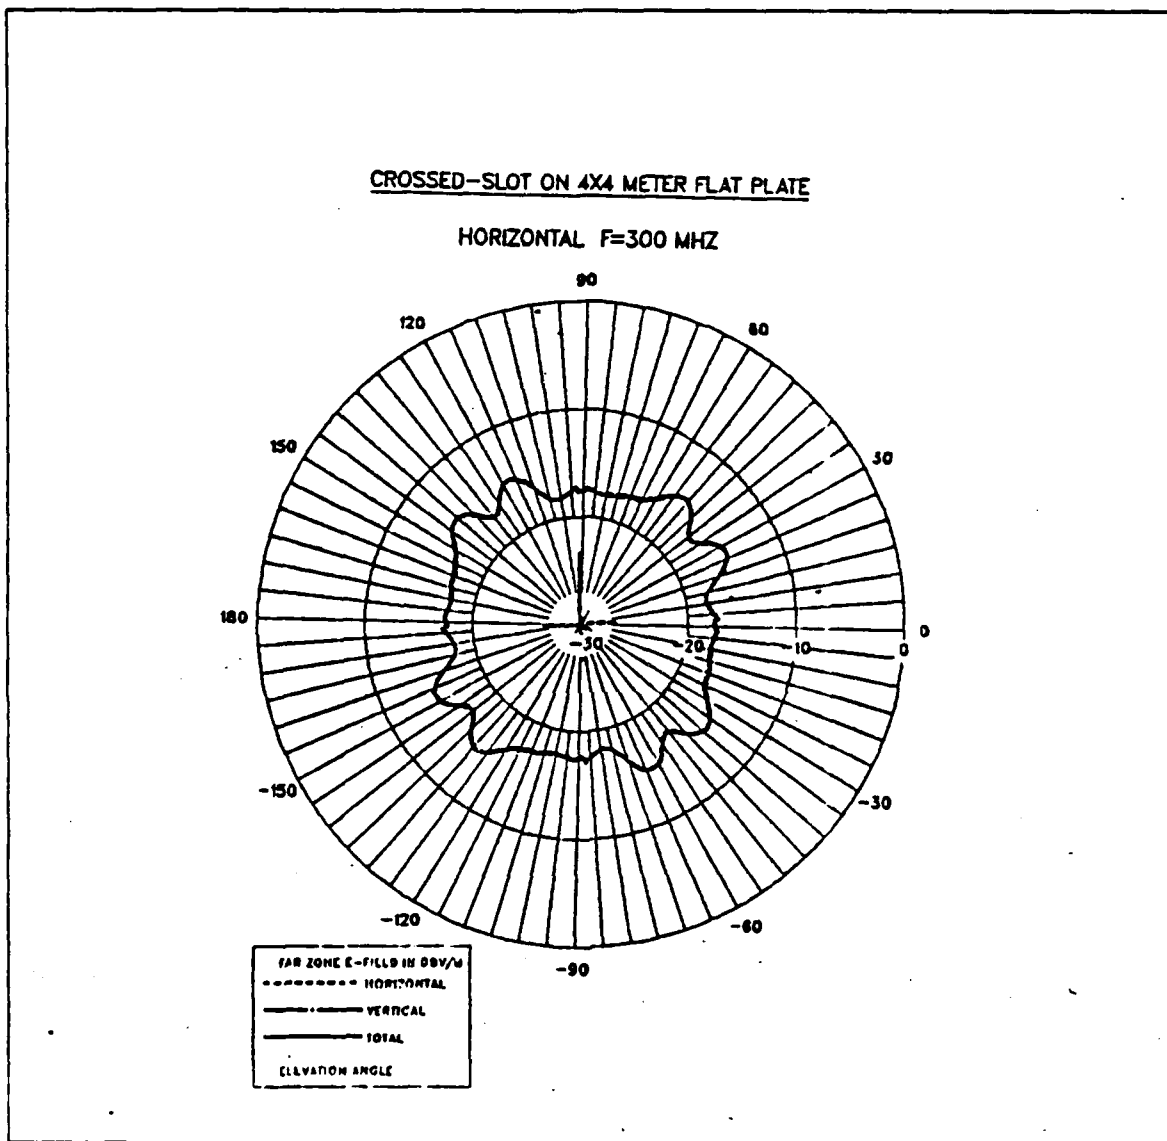 CROSSED-SLOT ON 4X4 METER FLAT PLATE
HORIZONTAL F=300 MHZ
90
120
60
150
30
180
0
-30
-20
-10
0
-150
-30
-120
-60
-90
FAR ZONE E-FIELD IN DBV/M
HORIZONTAL
VERTICAL
TOTAL
ELEVATION ANGLE